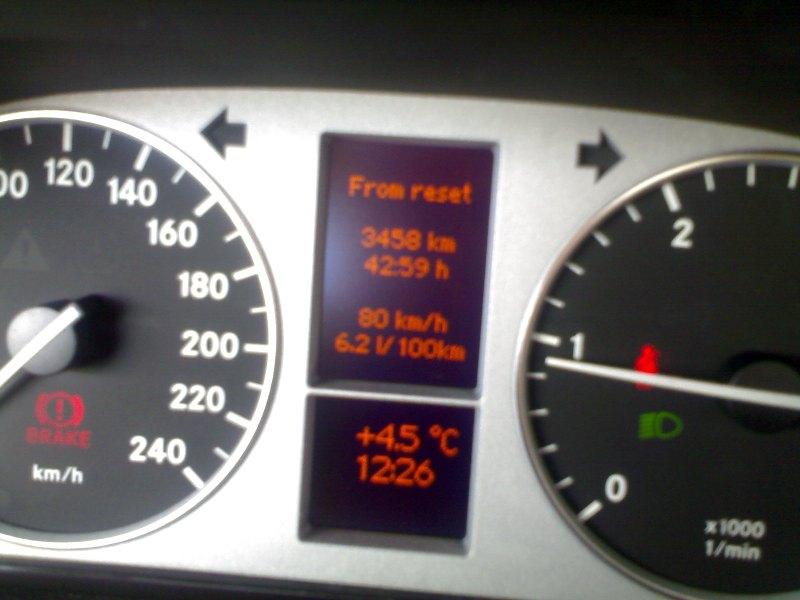 00
120
140
160
180
200
220
240
km/h
BRAKE
From reset
3458 km
42:59 h
80 km/h
6.2 l/100km
+4.5 °C
12:26
2
1
0
x1000
1/min